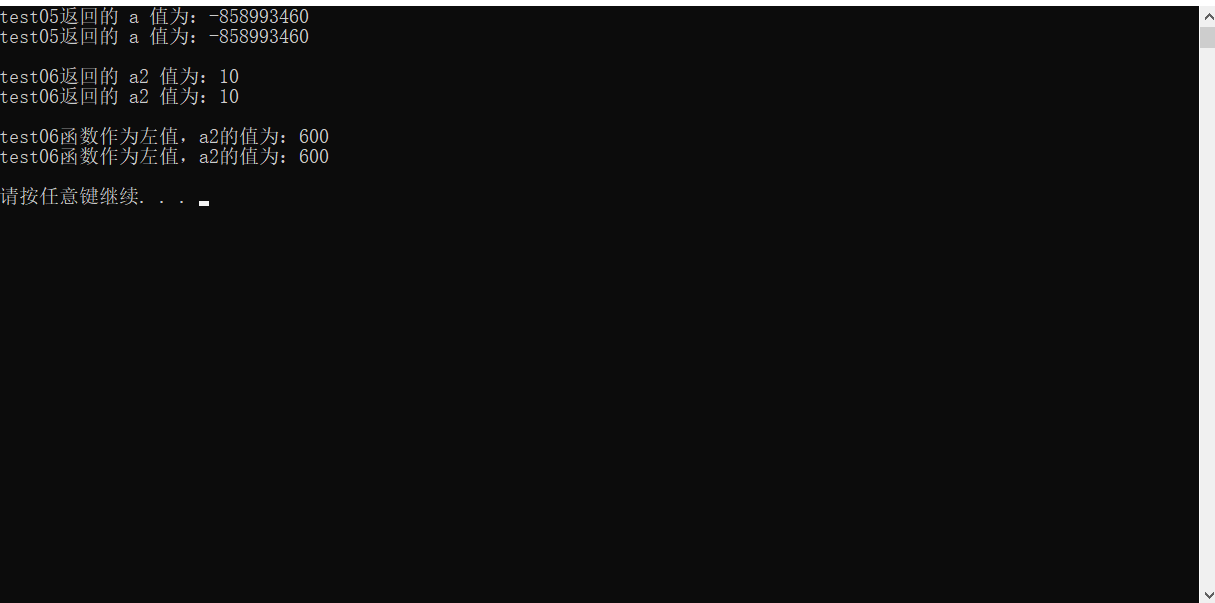 test05返回的 a 值为：-858993460
test05返回的 a 值为：-858993460
test06返回的 a2 值为：10
test06返回的 a2 值为：10
test06函数作为左值，a2的值为：600
test06函数作为左值，a2的值为：600
请按任意键继续. . .